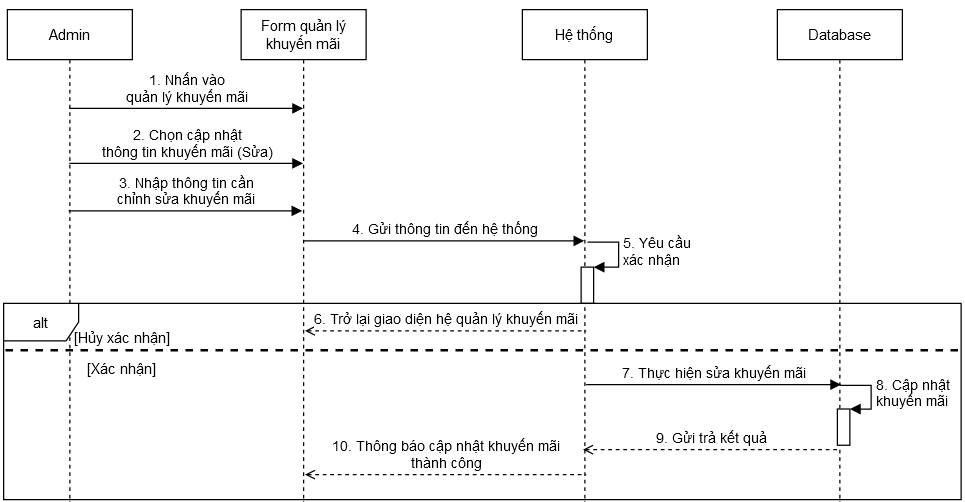 Admin
Form quản lý
khuyến mãi
Hệ thống
Database
1. Nhấn vào
quản lý khuyến mãi
2. Chọn cập nhật
thông tin khuyến mãi (Sửa)
3. Nhập thông tin cần
chỉnh sửa khuyến mãi
4. Gửi thông tin đến hệ thống
5. Yêu cầu
xác nhận
alt
6. Trở lại giao diện hệ quản lý khuyến mãi
[Hủy xác nhận]
[Xác nhận]
7. Thực hiện sửa khuyến mãi
8. Cập nhật
khuyến mãi
9. Gửi trả kết quả
10. Thông báo cập nhật khuyến mãi
thành công